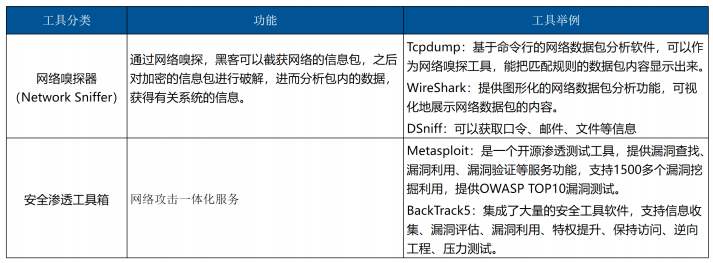 工具分类
功能
工具举例
网络嗅探器
（Network Sniffer）
通过网络嗅探，黑客可以截获网络的信息包，之后
对加密的信息包进行破解，进而分析包内的数据，
获得有关系统的信息。
Tcpdump：基于命令行的网络数据包分析软件，可以作
为网络嗅探工具，能把匹配规则的数据包内容显示出来。
WireShark：提供图形化的网络数据包分析功能，可视
化地展示网络数据包的内容。
DSniff：可以获取口令、邮件、文件等信息
安全渗透工具箱
网络攻击一体化服务
Metasploit：是一个开源渗透测试工具，提供漏洞查找、
漏洞利用、漏洞验证等服务功能，支持1500多个漏洞挖
掘利用，提供OWASP TOP10漏洞测试。
BackTrack5：集成了大量的安全工具软件，支持信息收
集、漏洞评估、漏洞利用、特权提升、保持访问、逆向
工程、压力测试。